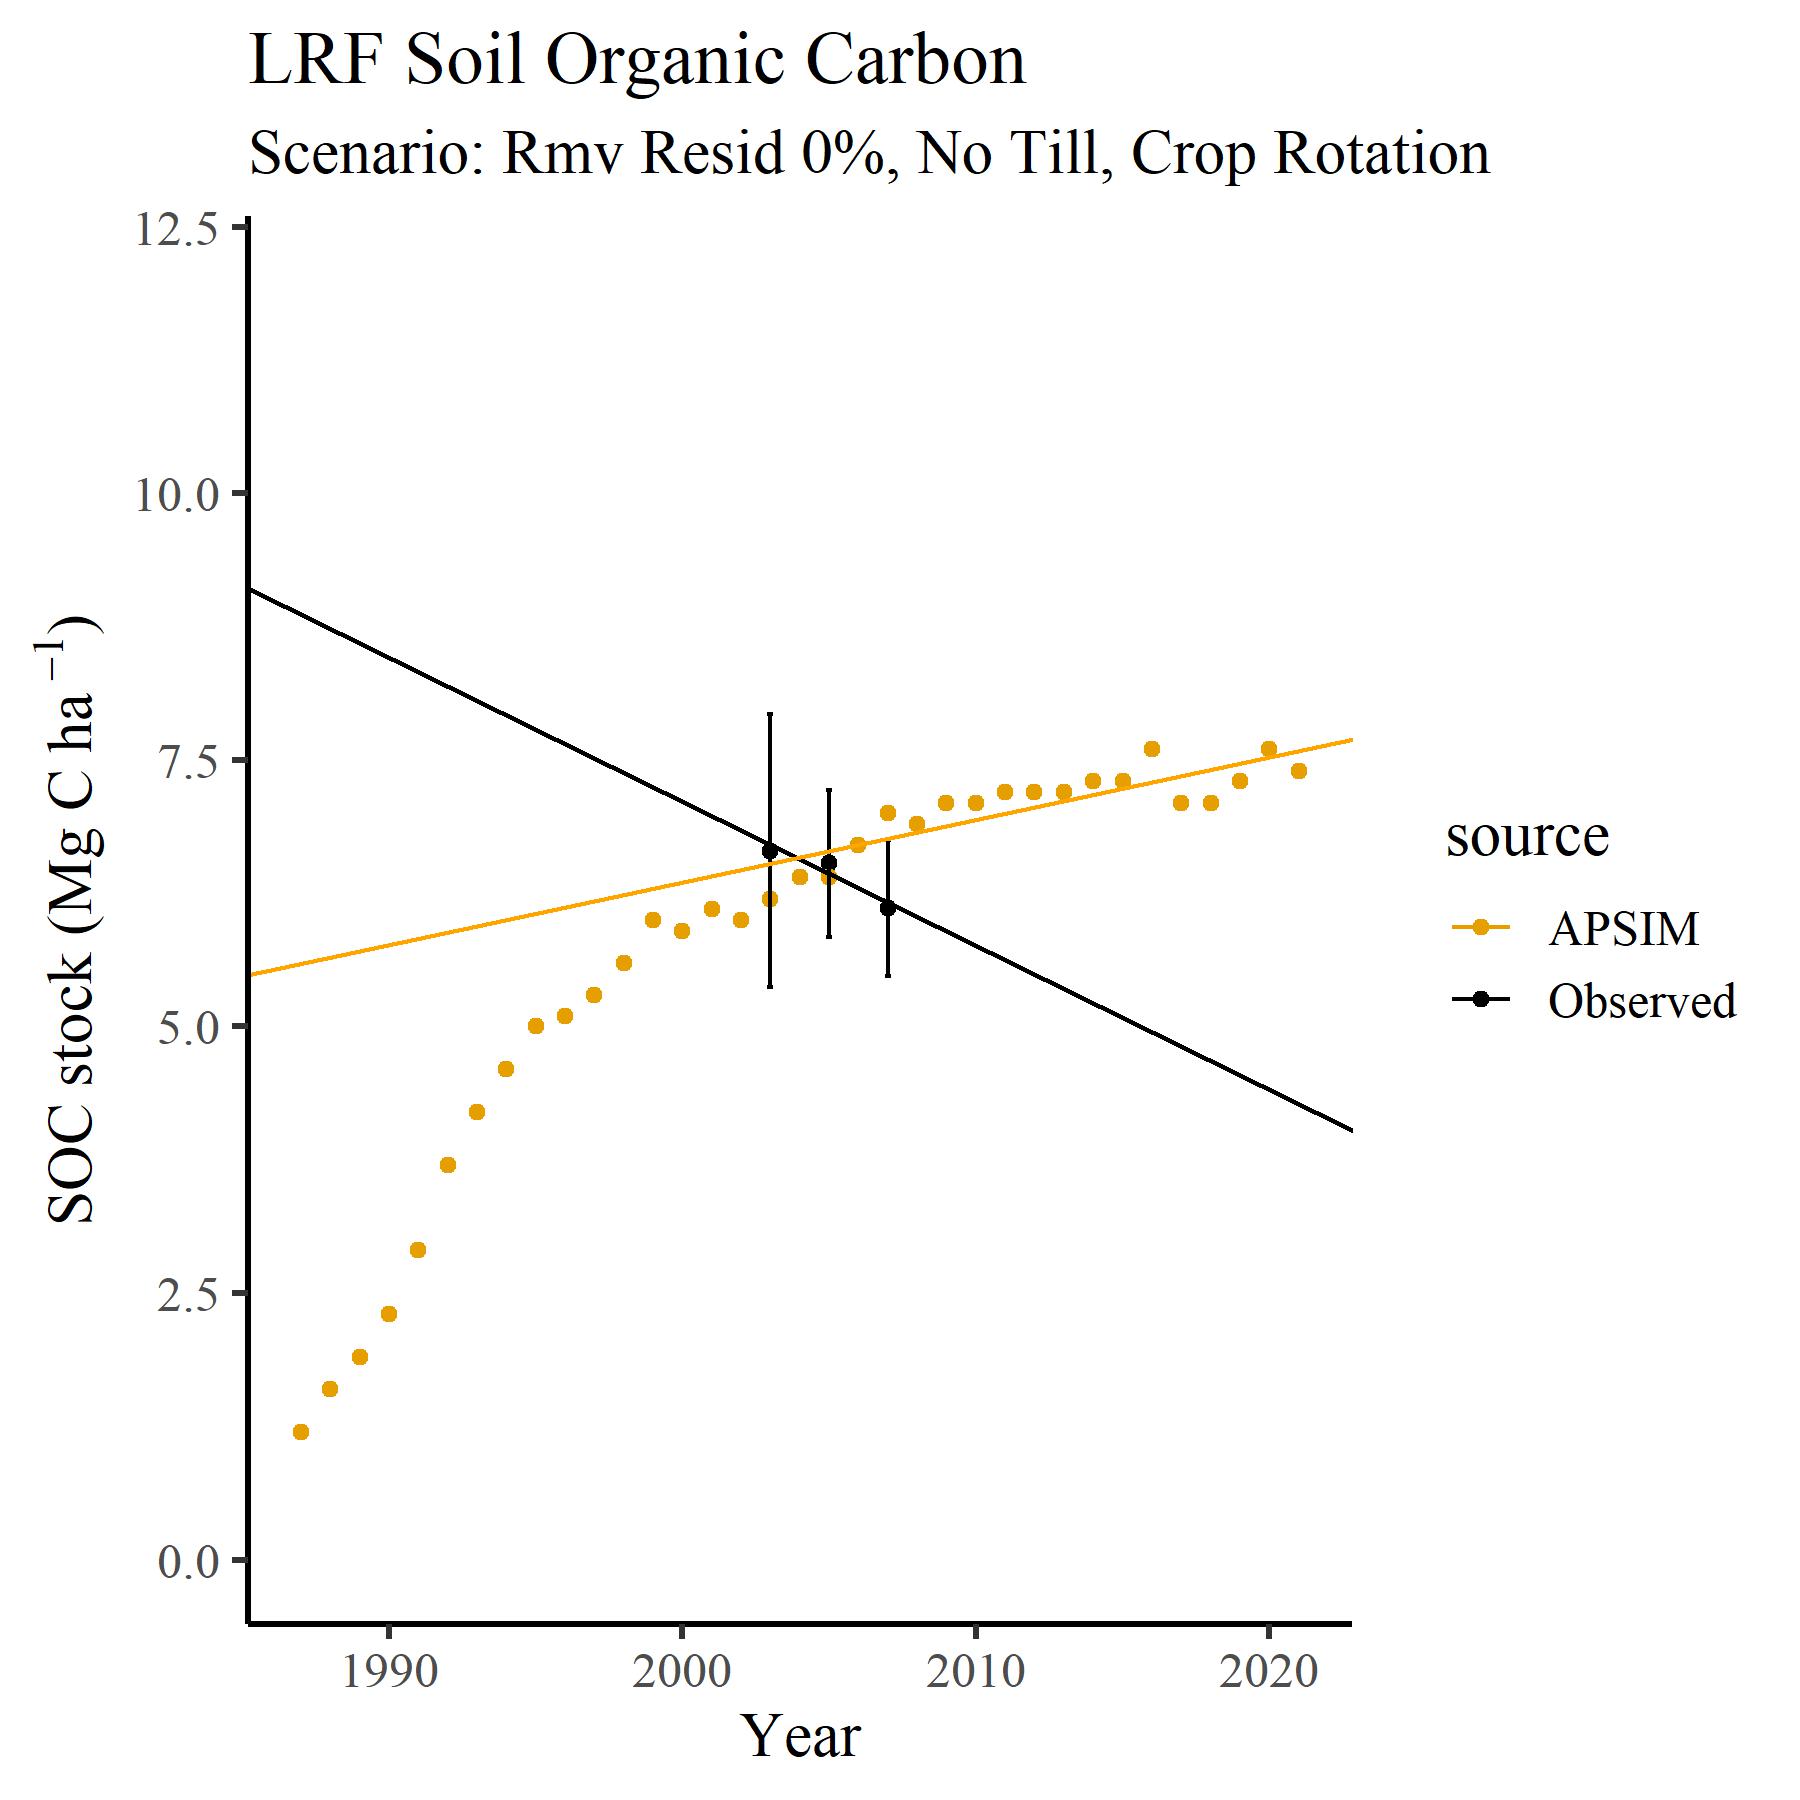 LRF Soil Organic Carbon
Scenario: Rmv Resid 0%, No Till, Crop Rotation
12.5
10.0
7.5
5.0
2.5
0.0
SOC stock (Mg C ha⁻¹)
1990 2000 2010 2020
Year
source
APSIM
Observed